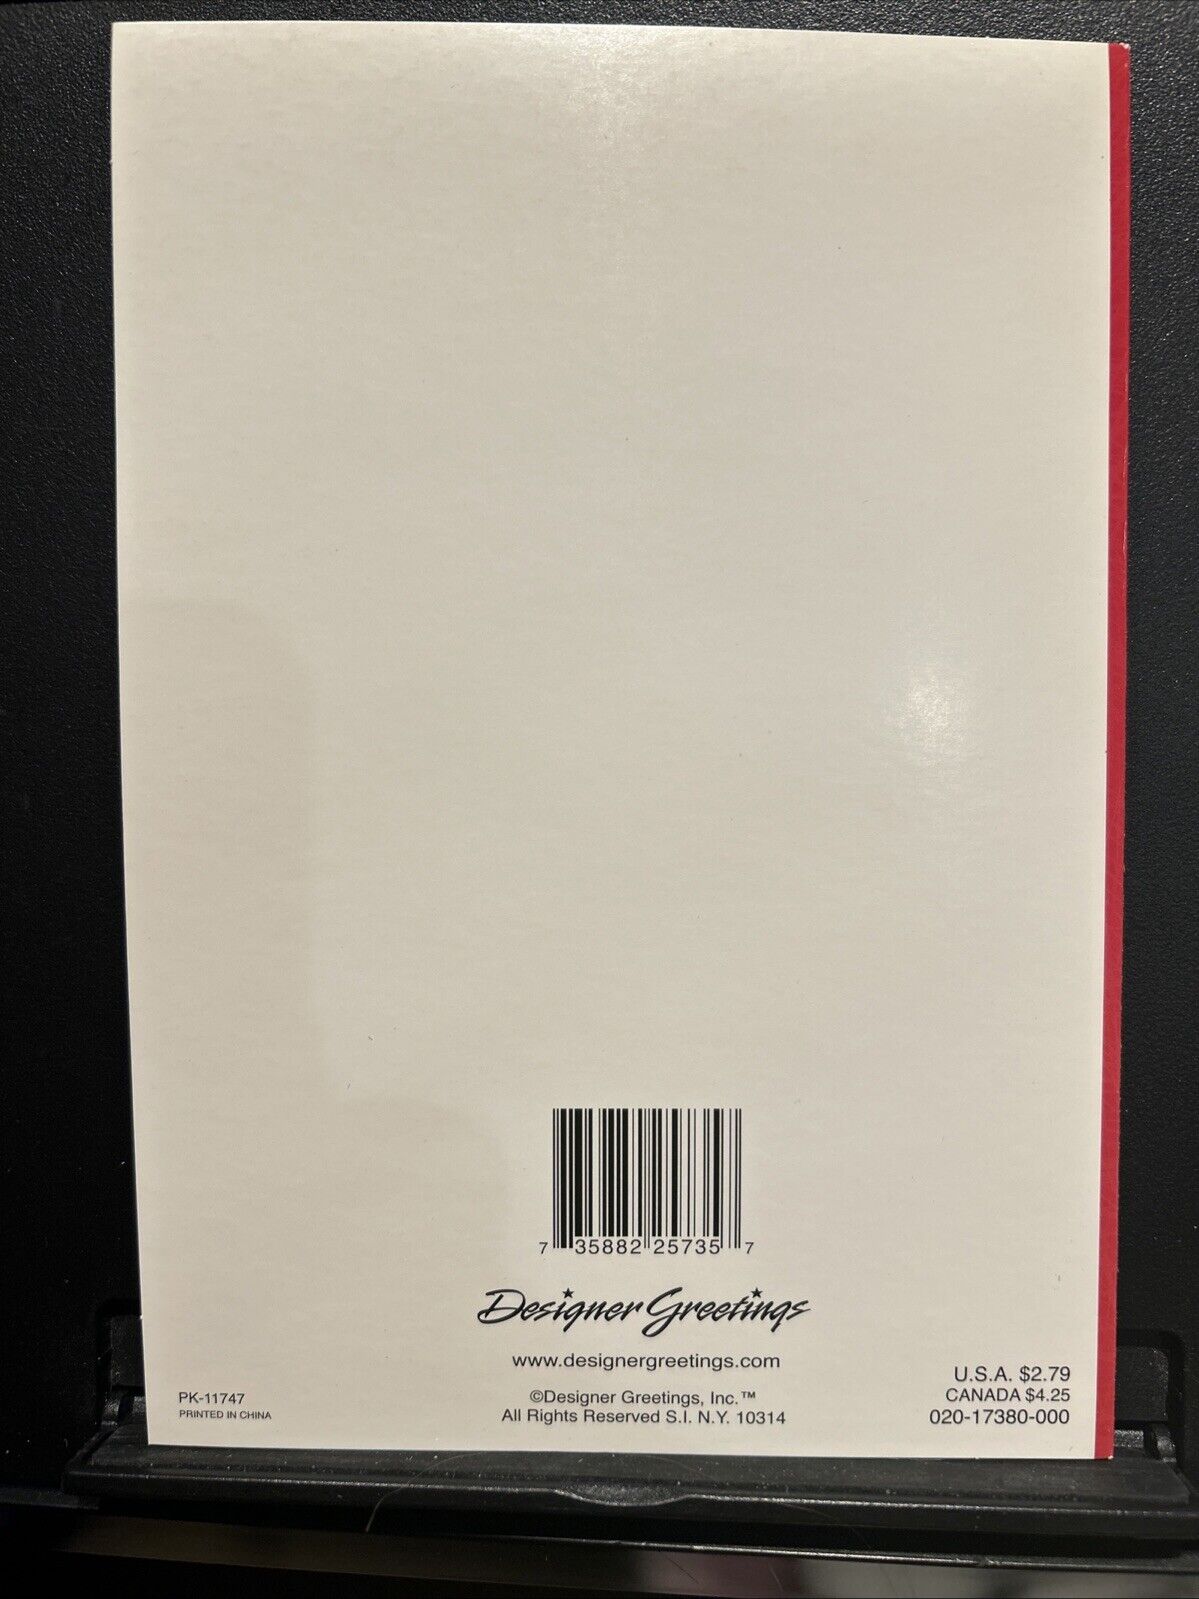 7 35882 25735 7
Designer Greetings
www.designergreetings.com
©Designer Greetings, Inc.™
All Rights Reserved S.I. N.Y. 10314
PK-11747
PRINTED IN CHINA
U.S.A. $2.79
CANADA $4.25
020-17380-000